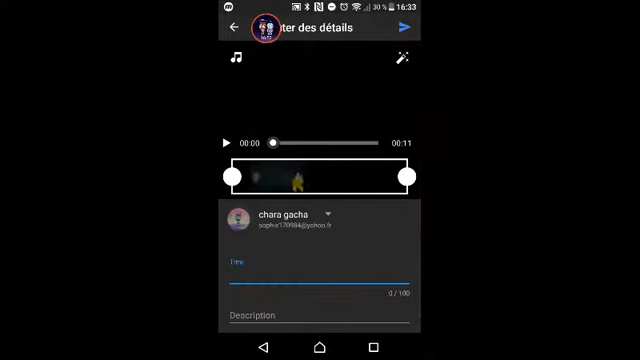 30 % 16:33
ter des détails
00:00 00:11
chara gacha
sophie170984@yahoo.fr
Titre
0 / 100
Description